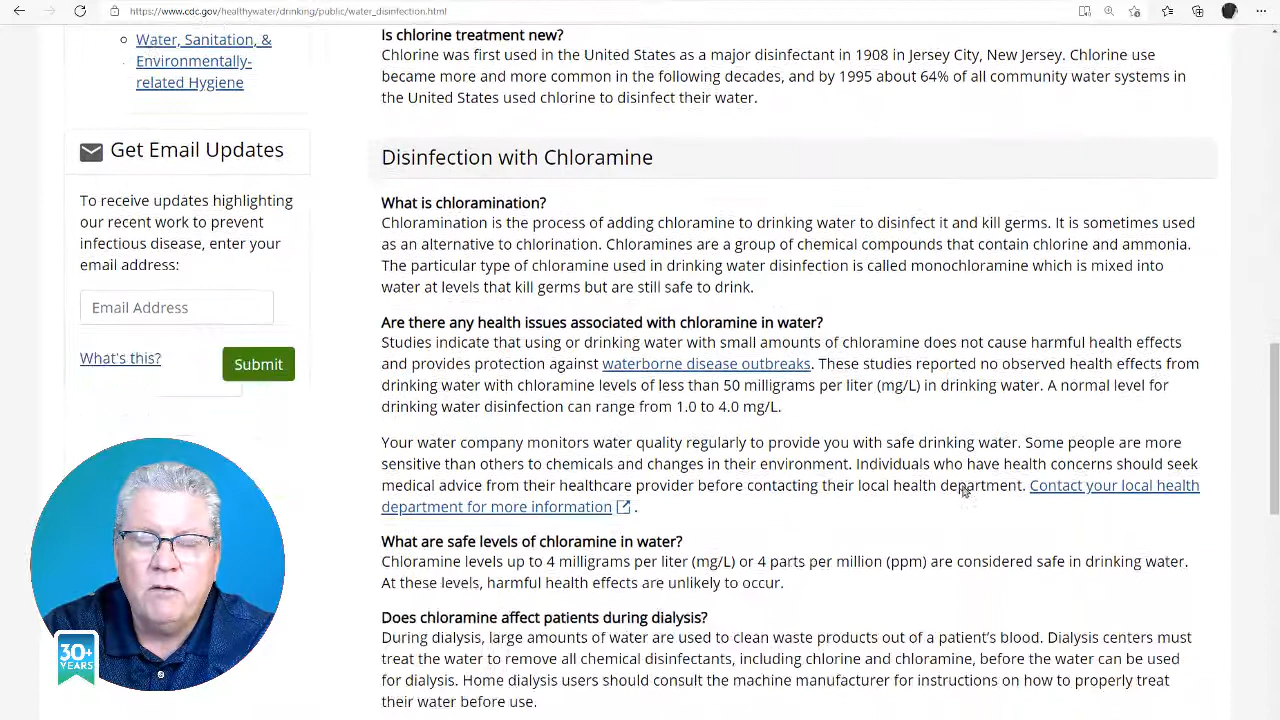 https://www.cdc.gov/healthywater/drinking/public/water_disinfection.html
Water, Sanitation, &
Environmentally-
related Hygiene
Get Email Updates
To receive updates highlighting
our recent work to prevent
infectious disease, enter your
email address:
Email Address
What's this?
Submit
Is chlorine treatment new?
Chlorine was first used in the United States as a major disinfectant in 1908 in Jersey City, New Jersey. Chlorine use
became more and more common in the following decades, and by 1995 about 64% of all community water systems in
the United States used chlorine to disinfect their water.
Disinfection with Chloramine
What is chloramination?
Chloramination is the process of adding chloramine to drinking water to disinfect it and kill germs. It is sometimes used
as an alternative to chlorination. Chloramines are a group of chemical compounds that contain chlorine and ammonia.
The particular type of chloramine used in drinking water disinfection is called monochloramine which is mixed into
water at levels that kill germs but are still safe to drink.
Are there any health issues associated with chloramine in water?
Studies indicate that using or drinking water with small amounts of chloramine does not cause harmful health effects
and provides protection against waterborne disease outbreaks. These studies reported no observed health effects from
drinking water with chloramine levels of less than 50 milligrams per liter (mg/L) in drinking water. A normal level for
drinking water disinfection can range from 1.0 to 4.0 mg/L.
Your water company monitors water quality regularly to provide you with safe drinking water. Some people are more
sensitive than others to chemicals and changes in their environment. Individuals who have health concerns should seek
medical advice from their healthcare provider before contacting their local health department. Contact your local health
department for more information .
What are safe levels of chloramine in water?
Chloramine levels up to 4 milligrams per liter (mg/L) or 4 parts per million (ppm) are considered safe in drinking water.
At these levels, harmful health effects are unlikely to occur.
Does chloramine affect patients during dialysis?
During dialysis, large amounts of water are used to clean waste products out of a patient's blood. Dialysis centers must
treat the water to remove all chemical disinfectants, including chlorine and chloramine, before the water can be used
for dialysis. Home dialysis users should consult the machine manufacturer for instructions on how to properly treat
their water before use.
30+
YEARS